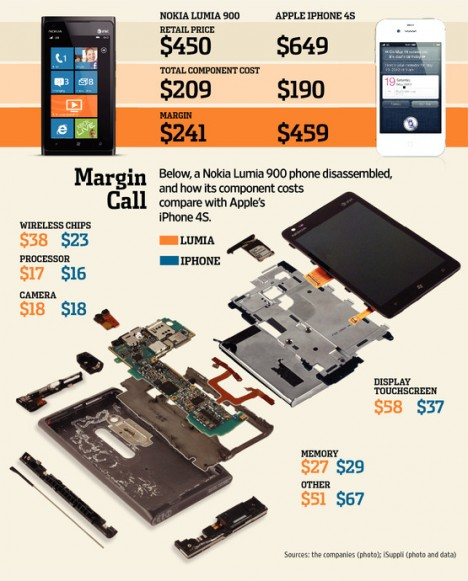 NOKIA LUMIA 900 APPLE IPHONE 4S
RETAIL PRICE
$450 $649
TOTAL COMPONENT COST
$209 $190
MARGIN
$241 $459
Margin
Call
Below, a Nokia Lumia 900 phone disassembled,
and how its component costs
compare with Apple's
iPhone 4S.
LUMIA
IPHONE
WIRELESS CHIPS
$38 $23
PROCESSOR
$17 $16
CAMERA
$18 $18
DISPLAY
TOUCHSCREEN
$58 $37
MEMORY
$27 $29
OTHER
$51 $67
Sources: the companies (photo); iSuppli (photo and data)